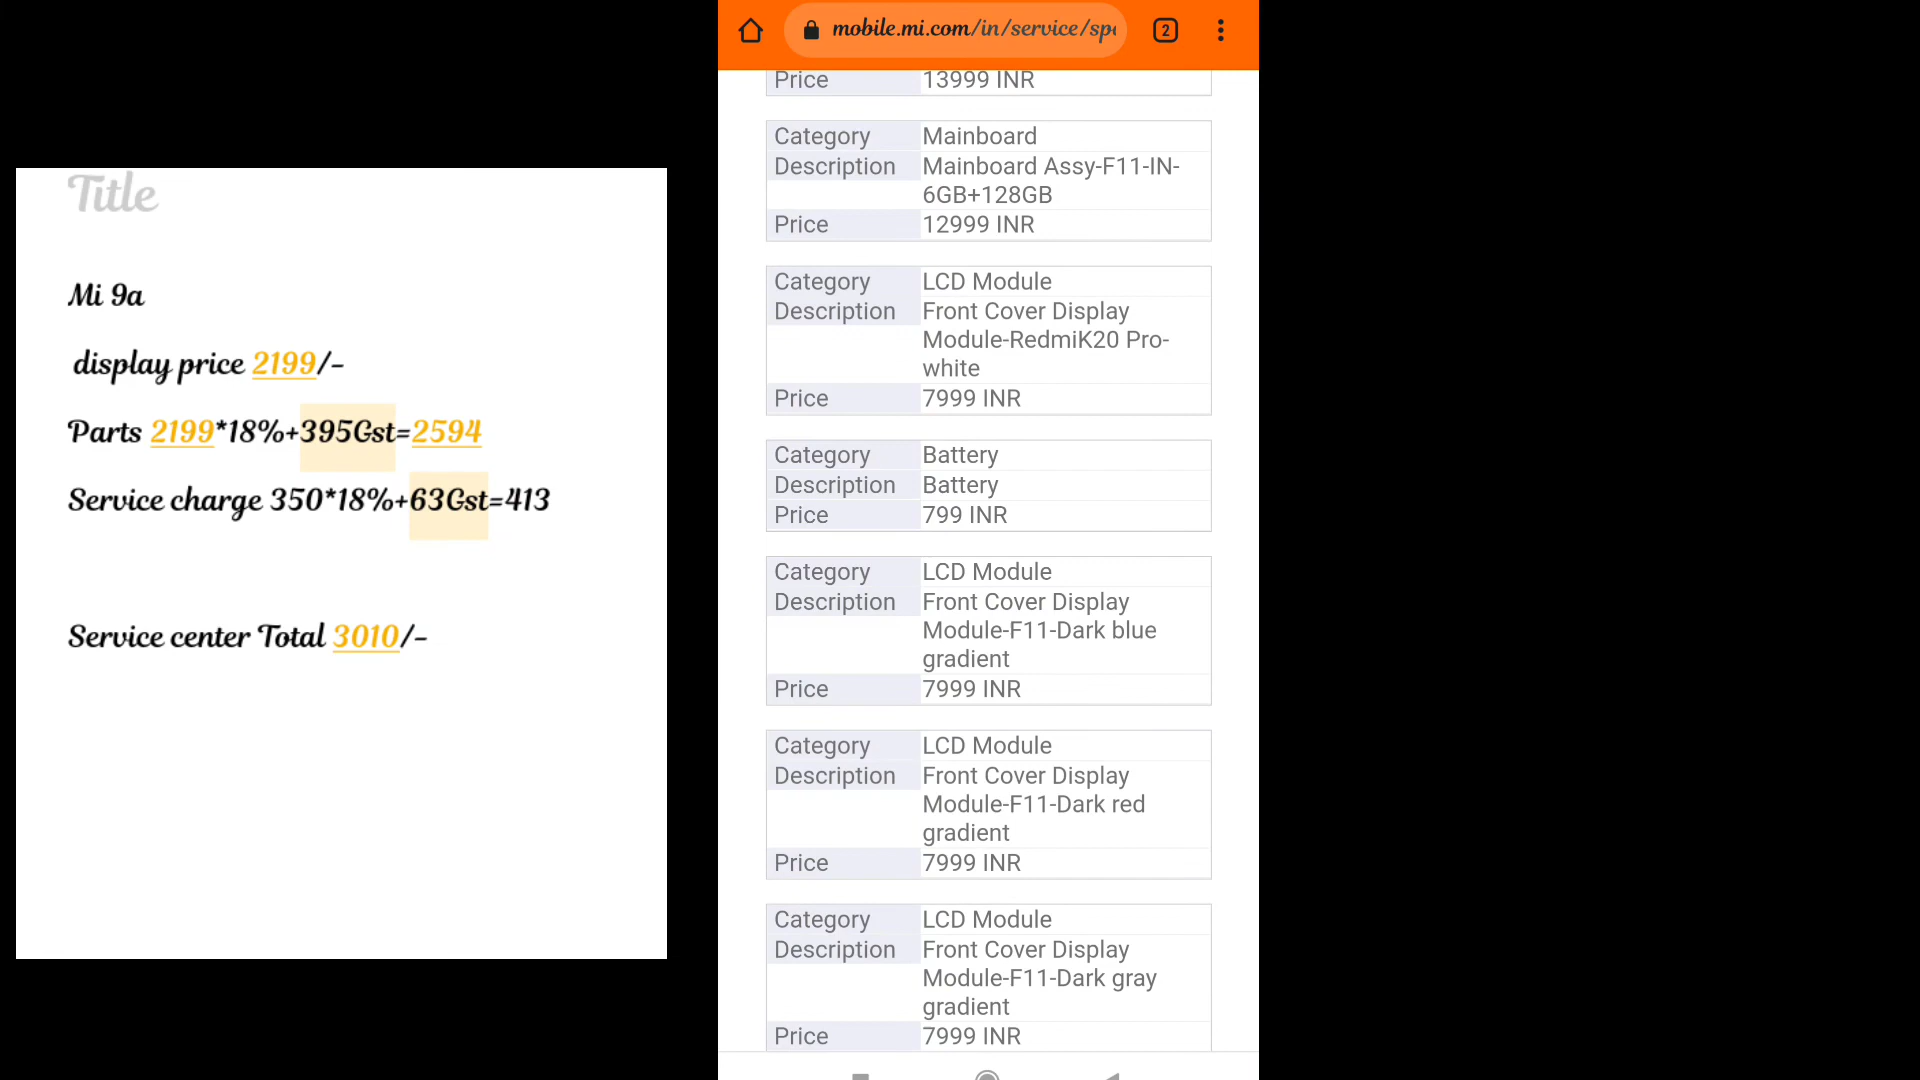 Title
Mi 9a
display price 2199/-
Parts 2199*18%+395Gst=2594
Service charge 350*18%+63Gst=413
Service center Total 3010/-
mobile.mi.com/in/service/sp
2
Price 13999 INR
Category Mainboard
Description Mainboard Assy-F11-IN-
6GB+128GB
Price 12999 INR
Category LCD Module
Description Front Cover Display
Module-RedmiK20 Pro-
white
Price 7999 INR
Category Battery
Description Battery
Price 799 INR
Category LCD Module
Description Front Cover Display
Module-F11-Dark blue
gradient
Price 7999 INR
Category LCD Module
Description Front Cover Display
Module-F11-Dark red
gradient
Price 7999 INR
Category LCD Module
Description Front Cover Display
Module-F11-Dark gray
gradient
Price 7999 INR